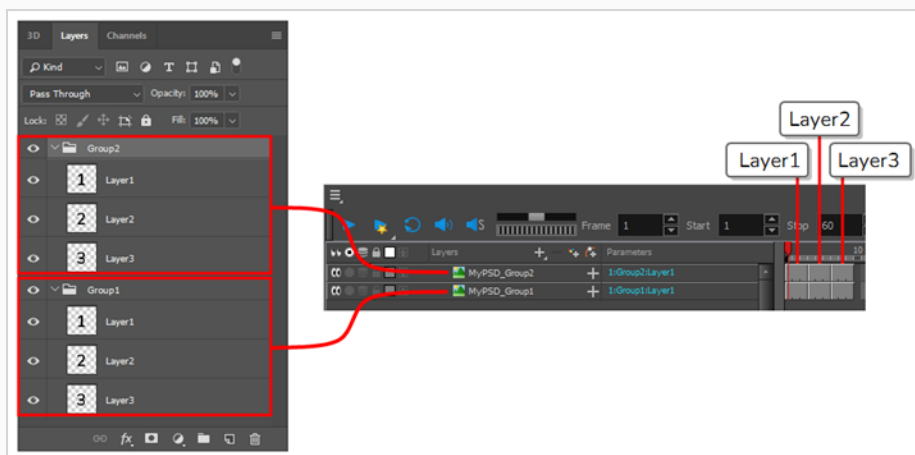 3D Layers Channels
Kind
Pass Through Opacity: 100%
Lock: Fill: 100%
Group2
1 Layer1
2 Layer2
3 Layer3
Group1
1 Layer1
2 Layer2
3 Layer3
fx
Layer2
Layer1 Layer3
S Frame 1 Start 1 Stop 60
Layers Parameters 10
MyPSD_Group2 1:Group2:Layer1
MyPSD_Group1 1:Group1:Layer1